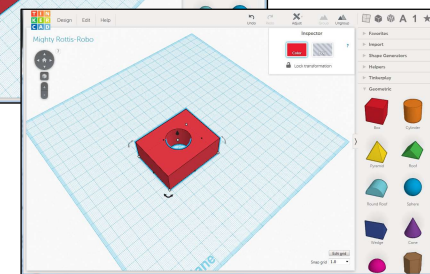 TIN
KER
CAD
Design Edit Help
Undo
Redo
Adjust
Group
Ungroup
Mighty Rottis-Robo
Inspector
Color
?
Lock transformation
A 1
Favorites
Import
Shape Generators
Helpers
Tinkerplay
Geometric
Box Cylinder
Pyramid Roof
Round Roof Sphere
Wedge Cone
Edit grid
Snap grid 1.0